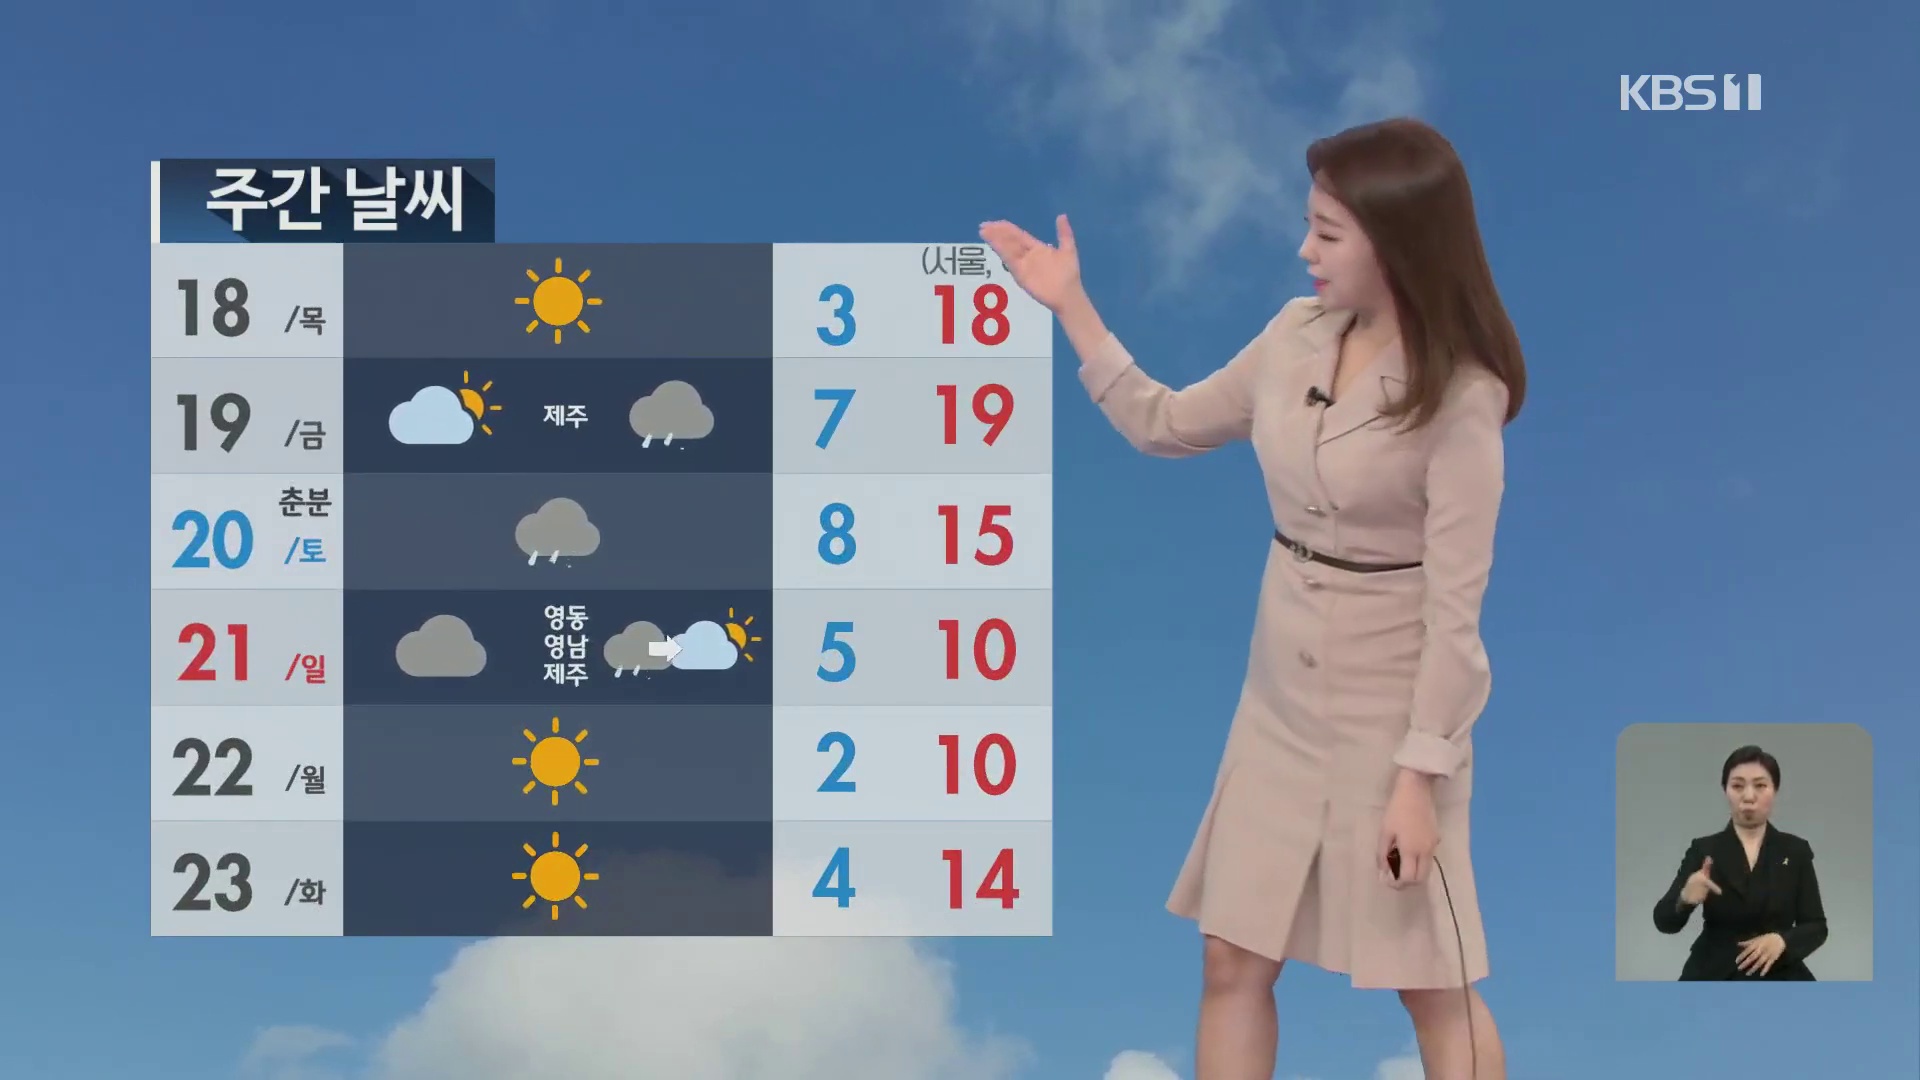 KBS 1
주간 날씨
(서울,
18 /목 3 18
19 /금 제주 7 19
춘분
20 /토 8 15
영동
21 /일 영남 5 10
제주
22 /월 2 10
23 /화 4 14